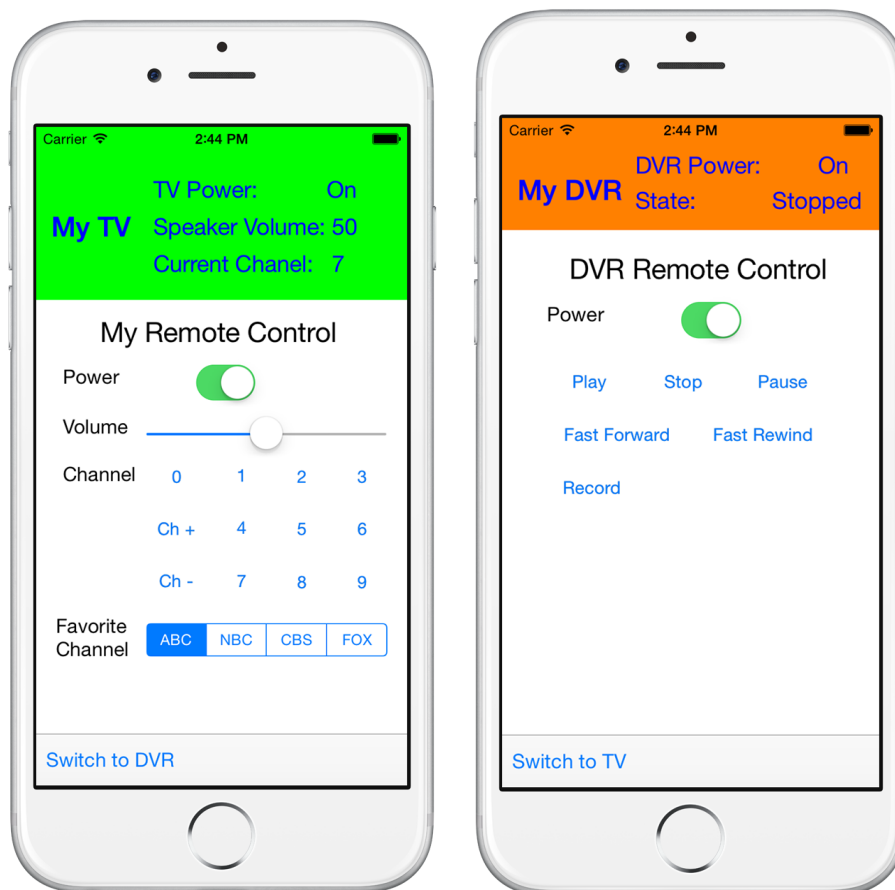 Carrier 2:44 PM
My TV
TV Power: On
Speaker Volume: 50
Current Chanel: 7
My Remote Control
Power
Volume
Channel 0 1 2 3
Ch + 4 5 6
Ch - 7 8 9
Favorite
Channel
ABC NBC CBS FOX
Switch to DVR
Carrier 2:44 PM
My DVR
DVR Power: On
State: Stopped
DVR Remote Control
Power
Play Stop Pause
Fast Forward Fast Rewind
Record
Switch to TV